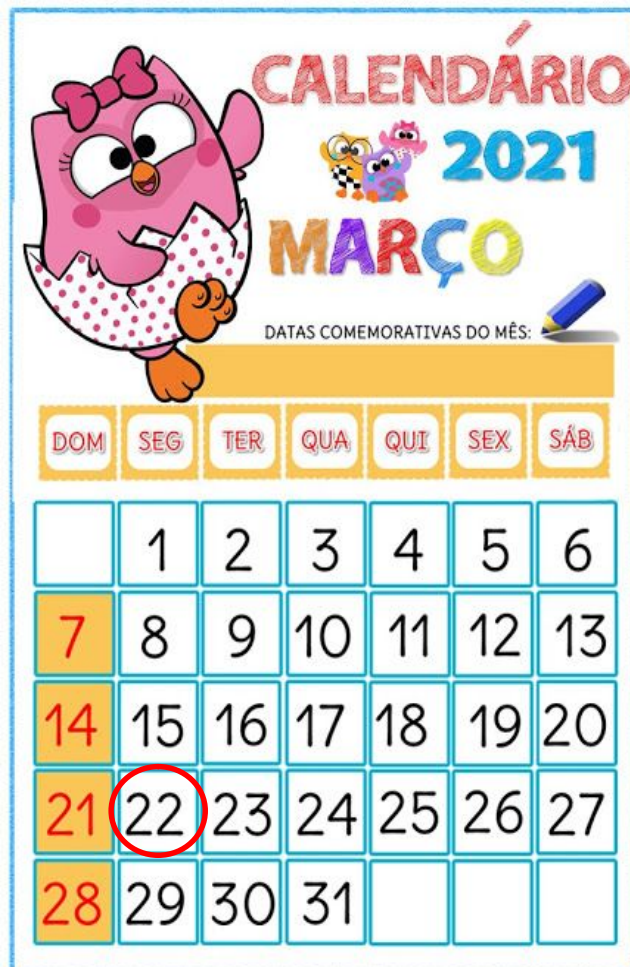 CALENDÁRIO
2021
MARÇO
DATAS COMEMORATIVAS DO MÊS:
DOM SEG TER QUA QUI SEX SÁB
1 2 3 4 5 6
7 8 9 10 11 12 13
14 15 16 17 18 19 20
21 22 23 24 25 26 27
28 29 30 31